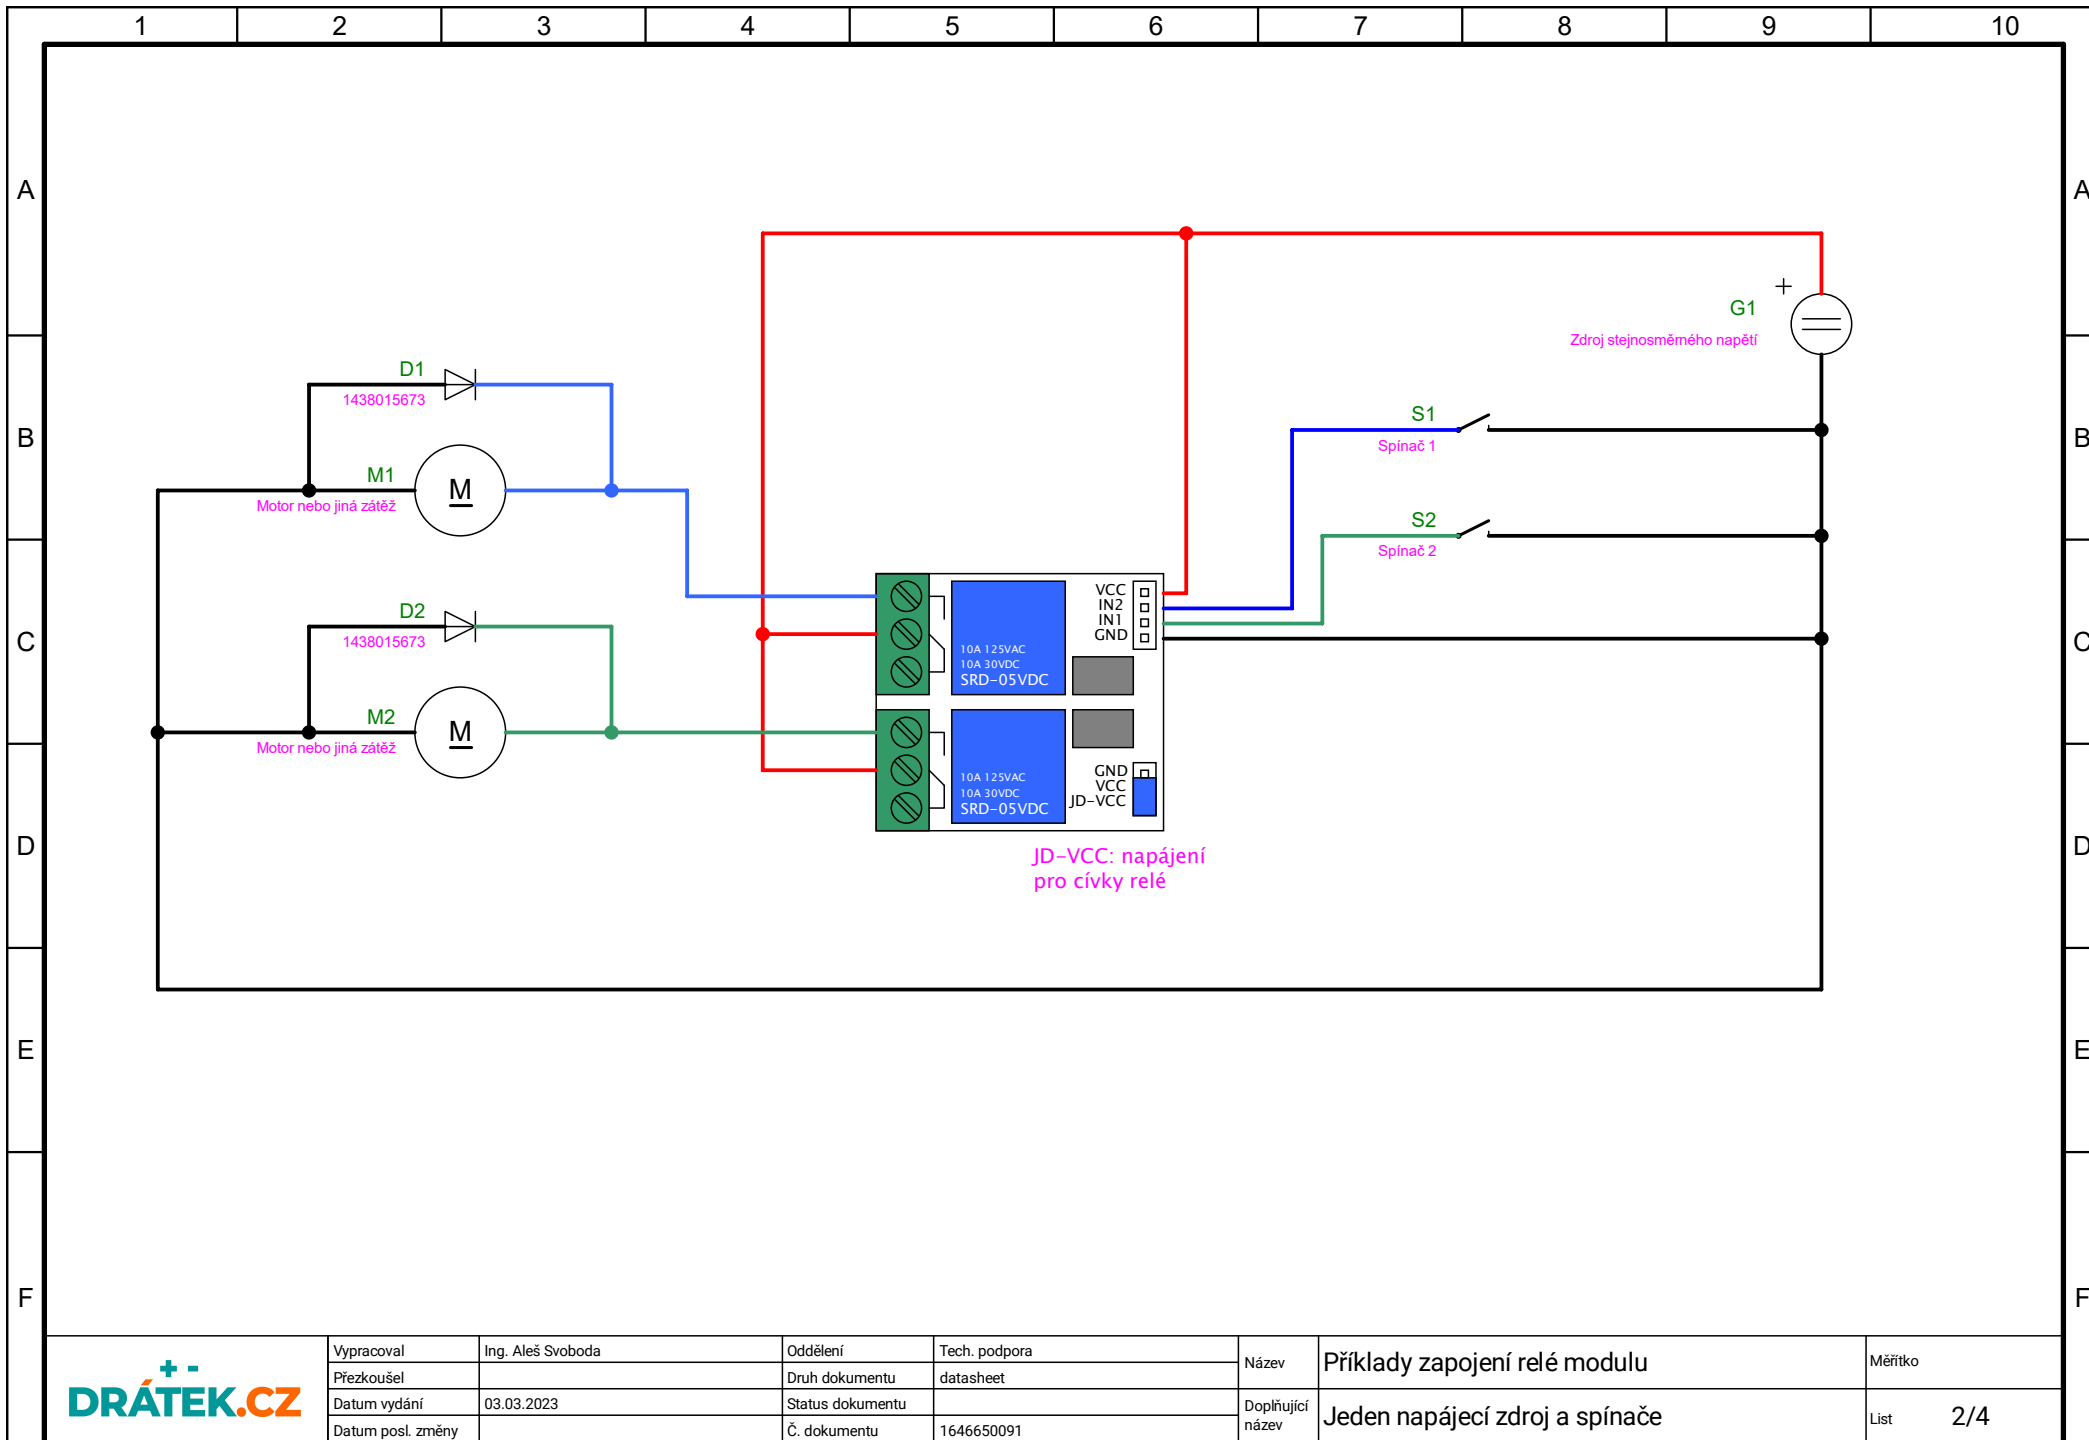 1 2 3 4 5 6 7 8 9 10
A A
+
G1
Zdroj stejnosměrného napětí
D1
1438015673
S1
Spínač 1
B B
M1
Motor nebo jiná zátěž
M
S2
Spínač 2
VCC
IN2
IN1
GND
D2
1438015673
C C
10A 125VAC
10A 30VDC
SRD-05VDC
M2
Motor nebo jiná zátěž
M
GND
VCC
JD-VCC
10A 125VAC
10A 30VDC
SRD-05VDC
D D
JD-VCC: napájení
pro cívky relé
E E
F F
+ -
DRÁTEK.CZ
Vypracoval Ing. Aleš Svoboda Oddělení Tech. podpora
Přezkoušel Druh dokumentu datasheet
Datum vydání 03.03.2023 Status dokumentu
Datum posl. změny Č. dokumentu 1646650091
Název Příklady zapojení relé modulu Měřítko
Doplňující
název
Jeden napájecí zdroj a spínače List 2/4